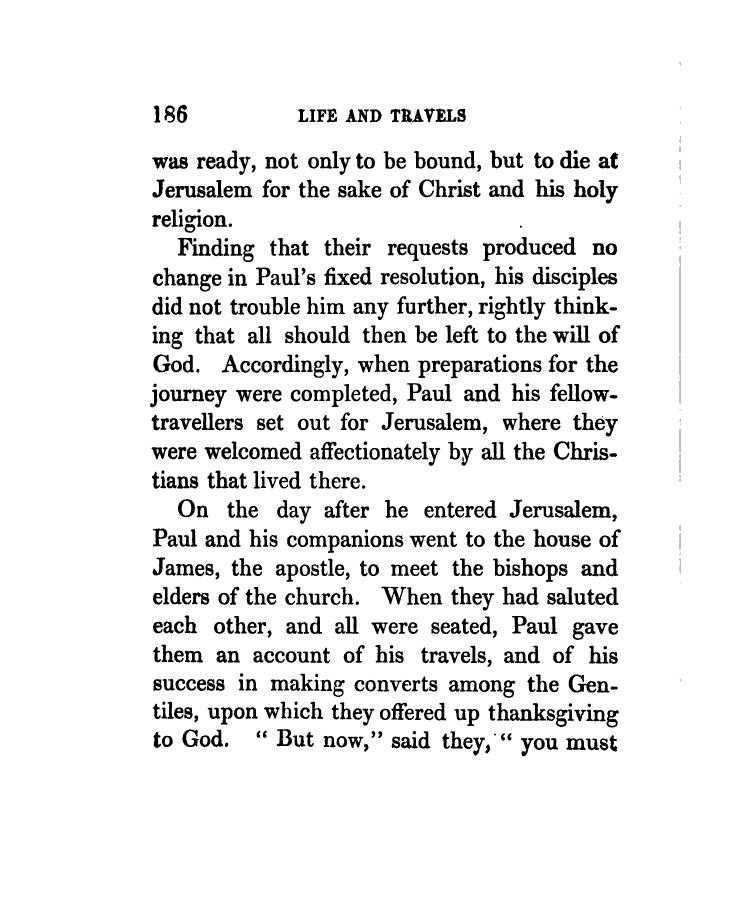 186 LIFE AND TRAVELS
was ready, not only to be bound, but to die at
Jerusalem for the sake of Christ and his holy
religion.
Finding that their requests produced no
change in Paul's fixed resolution, his disciples
did not trouble him any further, rightly think-
ing that all should then be left to the will of
God. Accordingly, when preparations for the
journey were completed, Paul and his fellow-
travellers set out for Jerusalem, where they
were welcomed affectionately by all the Chris-
tians that lived there.
On the day after he entered Jerusalem,
Paul and his companions went to the house of
James, the apostle, to meet the bishops and
elders of the church. When they had saluted
each other, and all were seated, Paul gave
them an account of his travels, and of his
success in making converts among the Gen-
tiles, upon which they offered up thanksgiving
to God. “ But now,” said they, “ you must